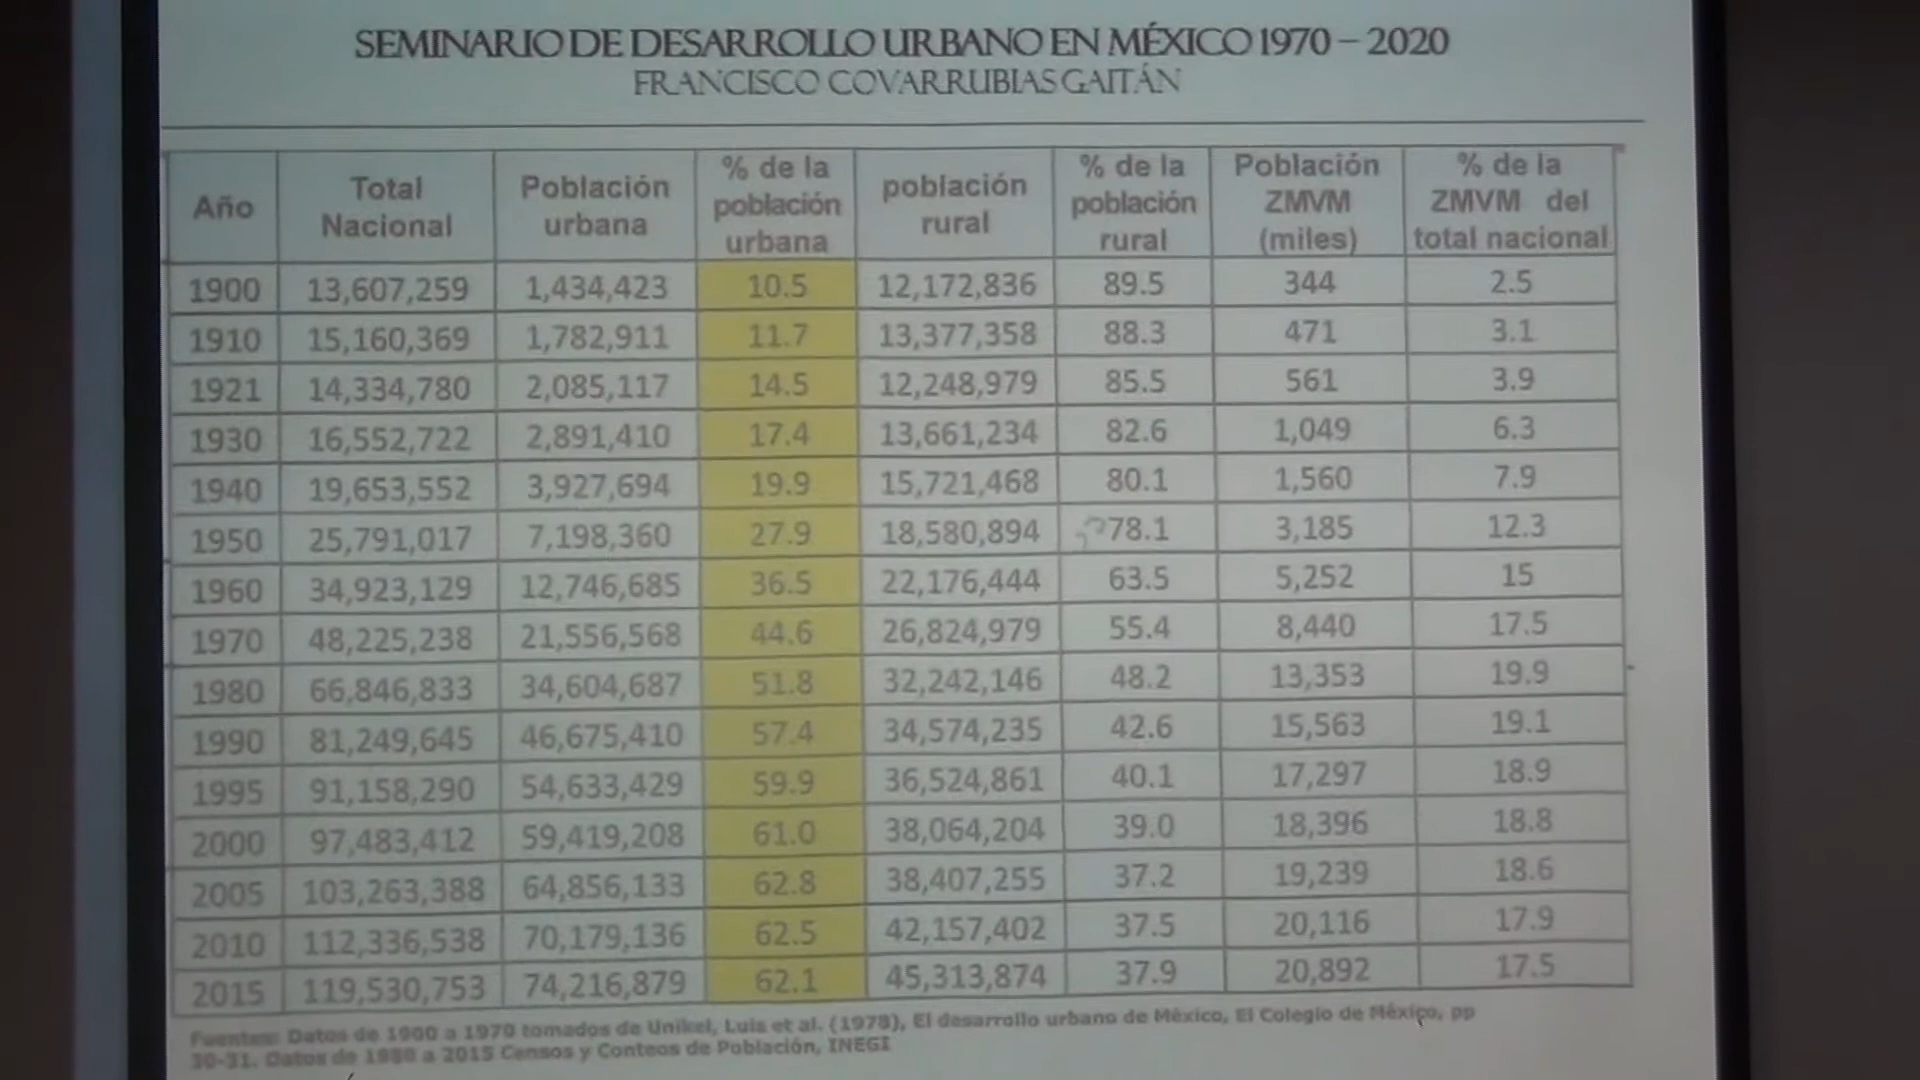 SEMINARIO DE DESARROLLO URBANO EN MÉXICO 1970 – 2020
FRANCISCO COVARRUBIAS GAITÁN
Año | Total Nacional | Población urbana | % de la población urbana | población rural | % de la población rural | Población ZMVM (miles) | % de la ZMVM del total nacional
1900 | 13,607,259 | 1,434,423 | 10.5 | 12,172,836 | 89.5 | 344 | 2.5
1910 | 15,160,369 | 1,782,911 | 11.7 | 13,377,358 | 88.3 | 471 | 3.1
1921 | 14,334,780 | 2,085,117 | 14.5 | 12,248,979 | 85.5 | 561 | 3.9
1930 | 16,552,722 | 2,891,410 | 17.4 | 13,661,234 | 82.6 | 1,049 | 6.3
1940 | 19,653,552 | 3,927,694 | 19.9 | 15,721,468 | 80.1 | 1,560 | 7.9
1950 | 25,791,017 | 7,198,360 | 27.9 | 18,580,894 | 78.1 | 3,185 | 12.3
1960 | 34,923,129 | 12,746,685 | 36.5 | 22,176,444 | 63.5 | 5,252 | 15
1970 | 48,225,238 | 21,556,568 | 44.6 | 26,824,979 | 55.4 | 8,440 | 17.5
1980 | 66,846,833 | 34,604,687 | 51.8 | 32,242,146 | 48.2 | 13,353 | 19.9
1990 | 81,249,645 | 46,675,410 | 57.4 | 34,574,235 | 42.6 | 15,563 | 19.1
1995 | 91,158,290 | 54,633,429 | 59.9 | 36,524,861 | 40.1 | 17,297 | 18.9
2000 | 97,483,412 | 59,419,208 | 61.0 | 38,064,204 | 39.0 | 18,396 | 18.8
2005 | 103,263,388 | 64,856,133 | 62.8 | 38,407,255 | 37.2 | 19,239 | 18.6
2010 | 112,336,538 | 70,179,136 | 62.5 | 42,157,402 | 37.5 | 20,116 | 17.9
2015 | 119,530,753 | 74,216,879 | 62.1 | 45,313,874 | 37.9 | 20,892 | 17.5
Fuentes: Datos de 1900 a 1970 tomados de Unikel, Luis et al. (1978), El desarrollo urbano de México, El Colegio de México, pp
30-31. Datos de 1980 a 2015 Censos y Conteos de Población, INEGI